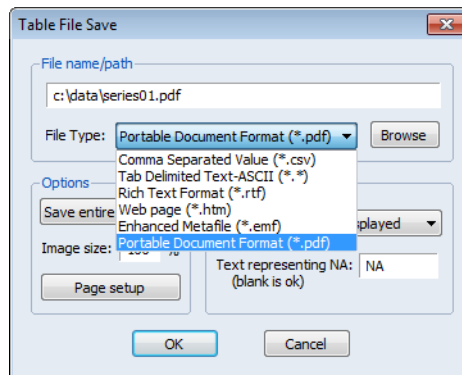 Table File Save
File name/path
c:\data\series01.pdf
File Type: Portable Document Format (*.pdf) Browse
Comma Separated Value (*.csv)
Tab Delimited Text-ASCII (*.*)
Rich Text Format (*.rtf)
Web page (*.htm)
Enhanced Metafile (*.emf)
Portable Document Format (*.pdf)
Options
Save entire
Image size: %
Page setup
Text representing NA: NA
(blank is ok)
OK Cancel